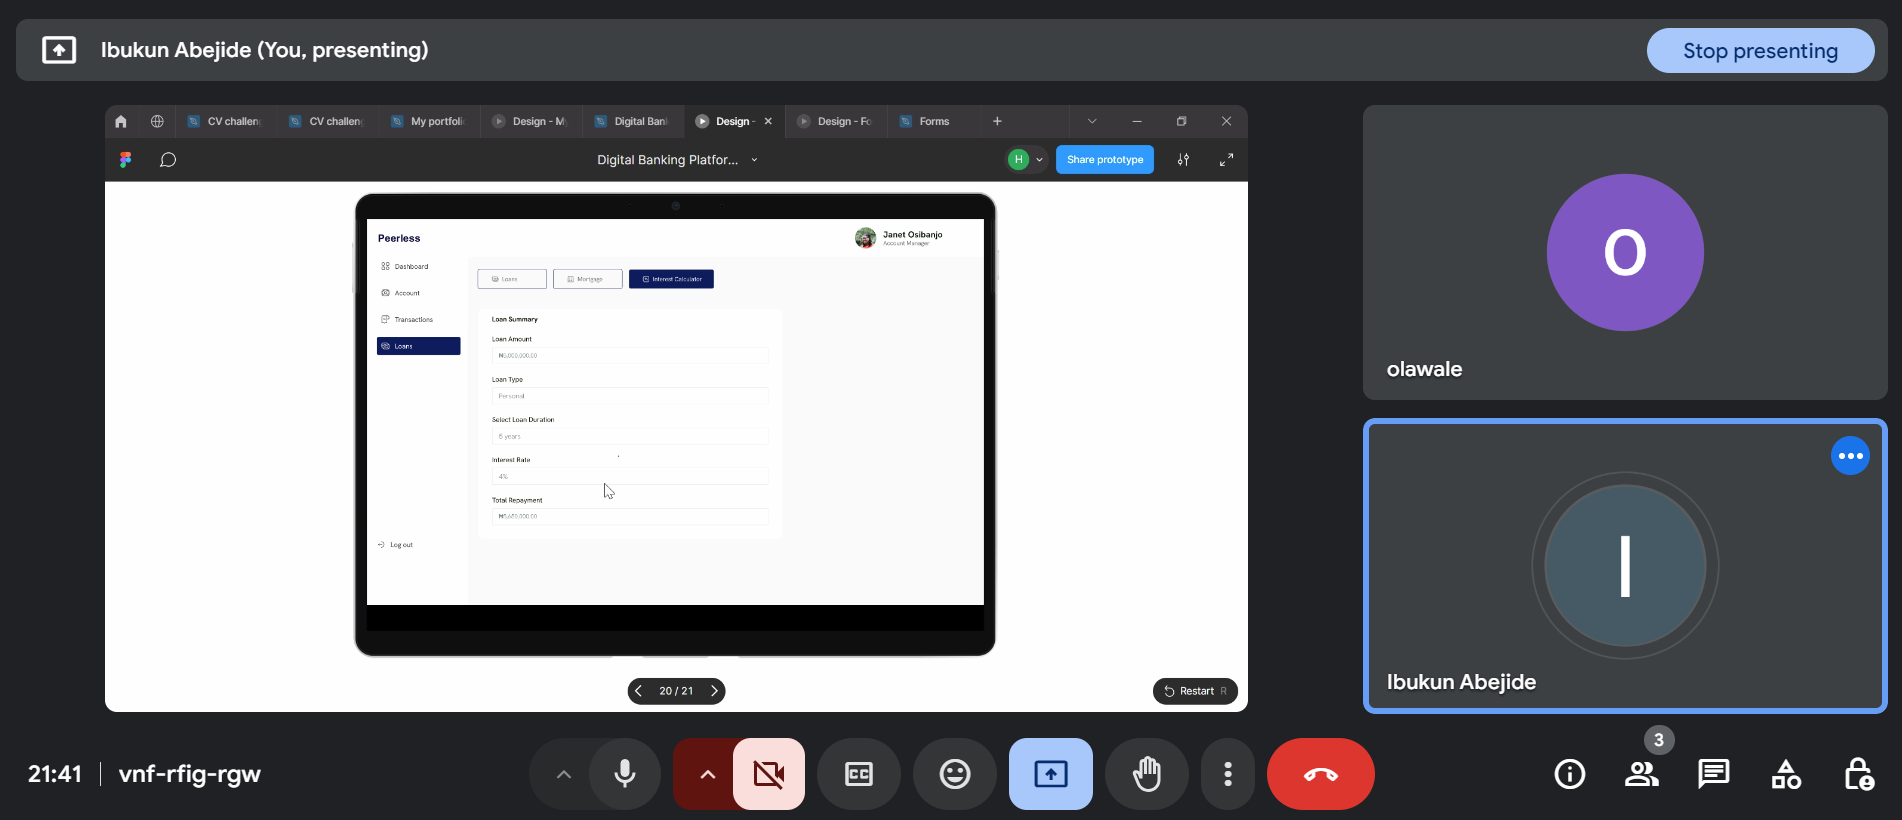 Ibukun Abejide (You, presenting)
Stop presenting
CV challen
CV challen
My portfoli
Design - M
Digital Ban
Design -
Design - Fo
Forms
Digital Banking Platfor...
H
Share prototype
Peerless
Janet Osibanjo
Account Manager
Dashboard
Account
Transactions
Loans
Log out
Loans
Mortgage
Interest Calculator
Loan Summary
Loan Amount
₦5,000,000.00
Loan Type
Personal
Select Loan Duration
5 years
Interest Rate
4%
Total Repayment
20 / 21
Restart R
O
olawale
I
Ibukun Abejide
21:41
vnf-rfig-rgw
CC
3